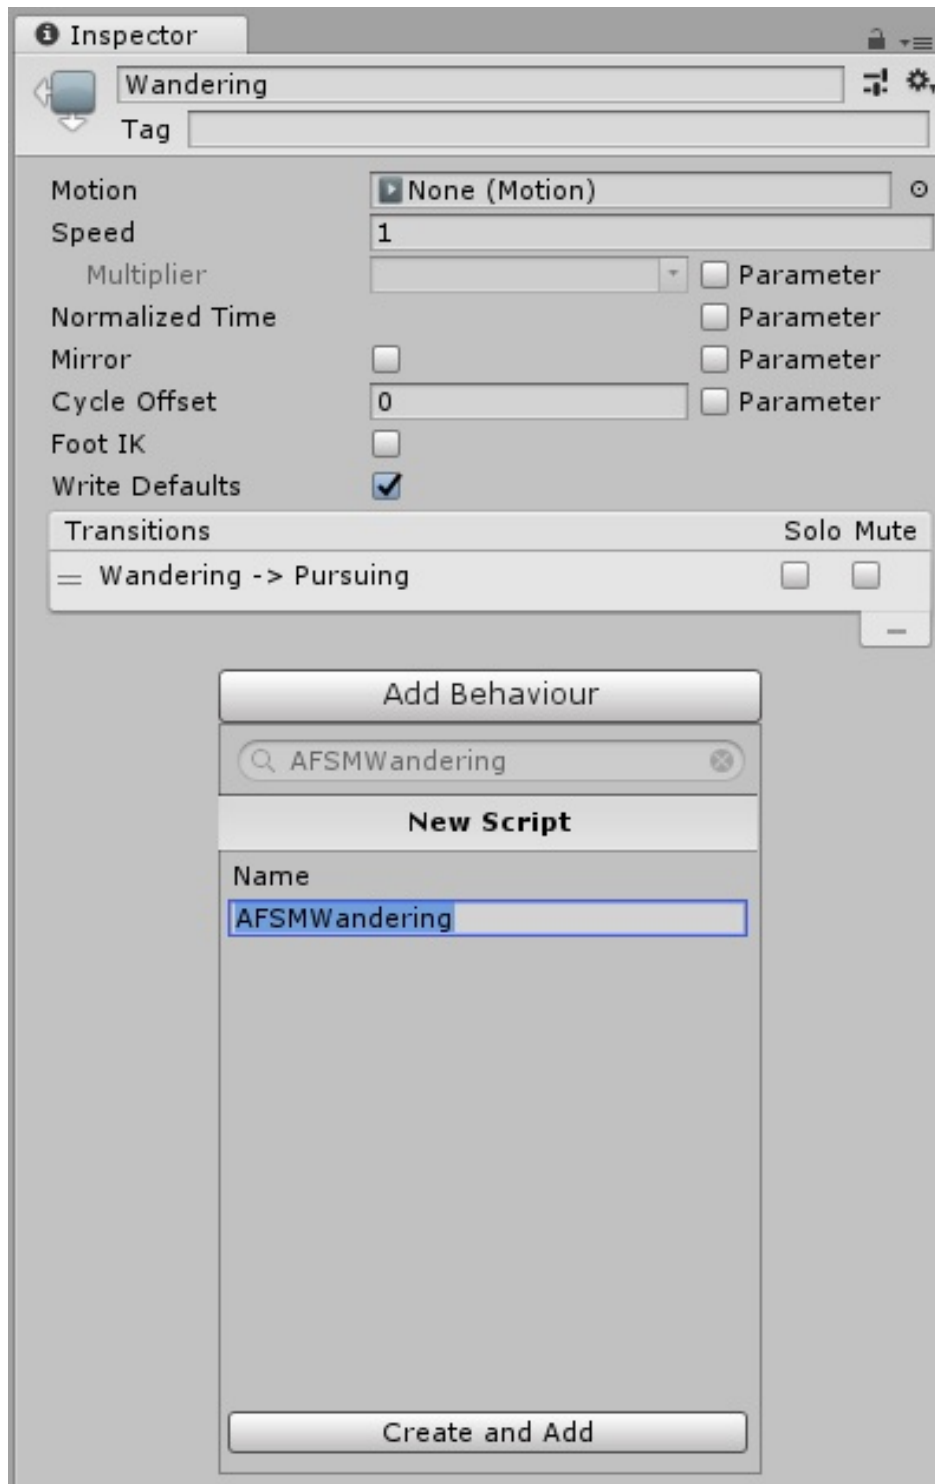 Inspector
Wandering
Tag
Motion None (Motion)
Speed 1
Multiplier Parameter
Normalized Time Parameter
Mirror Parameter
Cycle Offset 0 Parameter
Foot IK
Write Defaults
Transitions Solo Mute
Wandering -> Pursuing
Add Behaviour
AFSMWandering
New Script
Name
AFSMWandering
Create and Add